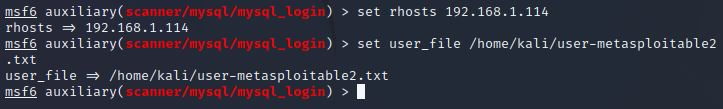 msf6 auxiliary(scanner/mysql/mysql_login) > set rhosts 192.168.1.114
rhosts => 192.168.1.114
msf6 auxiliary(scanner/mysql/mysql_login) > set user_file /home/kali/user-metasploitable2
.txt
user_file => /home/kali/user-metasploitable2.txt
msf6 auxiliary(scanner/mysql/mysql_login) >